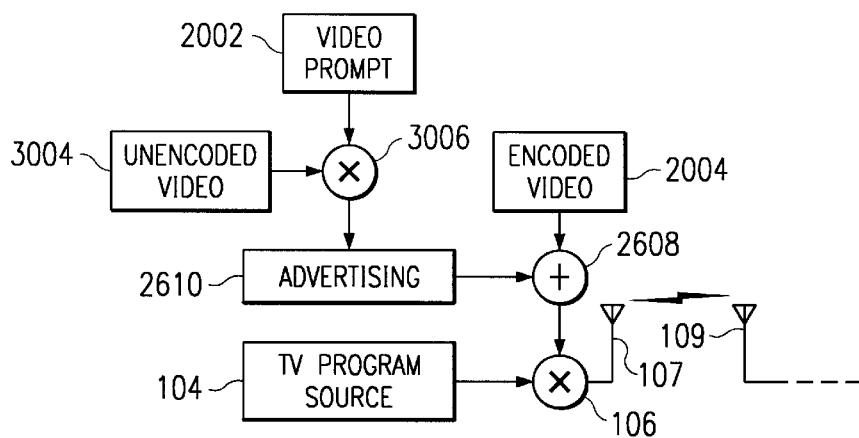 2002
VIDEO
PROMPT
3004
UNENCODED
VIDEO
×
3006
ENCODED
VIDEO
2004
2610
ADVERTISING
+
2608
104
TV PROGRAM
SOURCE
×
106
107
109